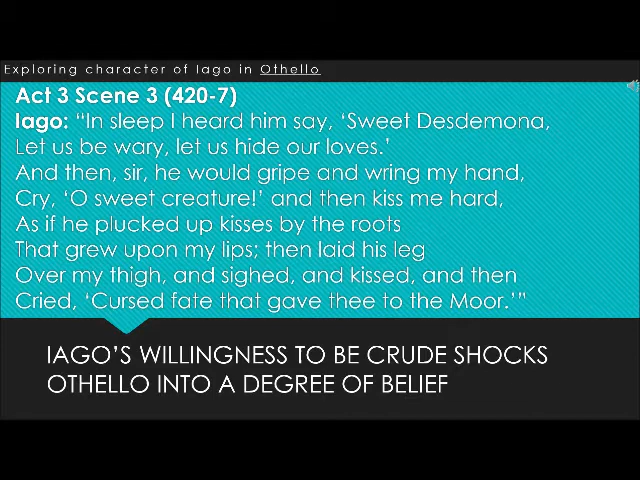 Exploring character of Iago in Othello
Act 3 Scene 3 (420-7)
Iago: “In sleep I heard him say, ‘Sweet Desdemona,
Let us be wary, let us hide our loves.’
And then, sir, he would gripe and wring my hand,
Cry, ‘O sweet creature!’ and then kiss me hard,
As if he plucked up kisses by the roots
That grew upon my lips; then laid his leg
Over my thigh, and sighed, and kissed, and then
Cried, ‘Cursed fate that gave thee to the Moor.’”
IAGO’S WILLINGNESS TO BE CRUDE SHOCKS
OTHELLO INTO A DEGREE OF BELIEF